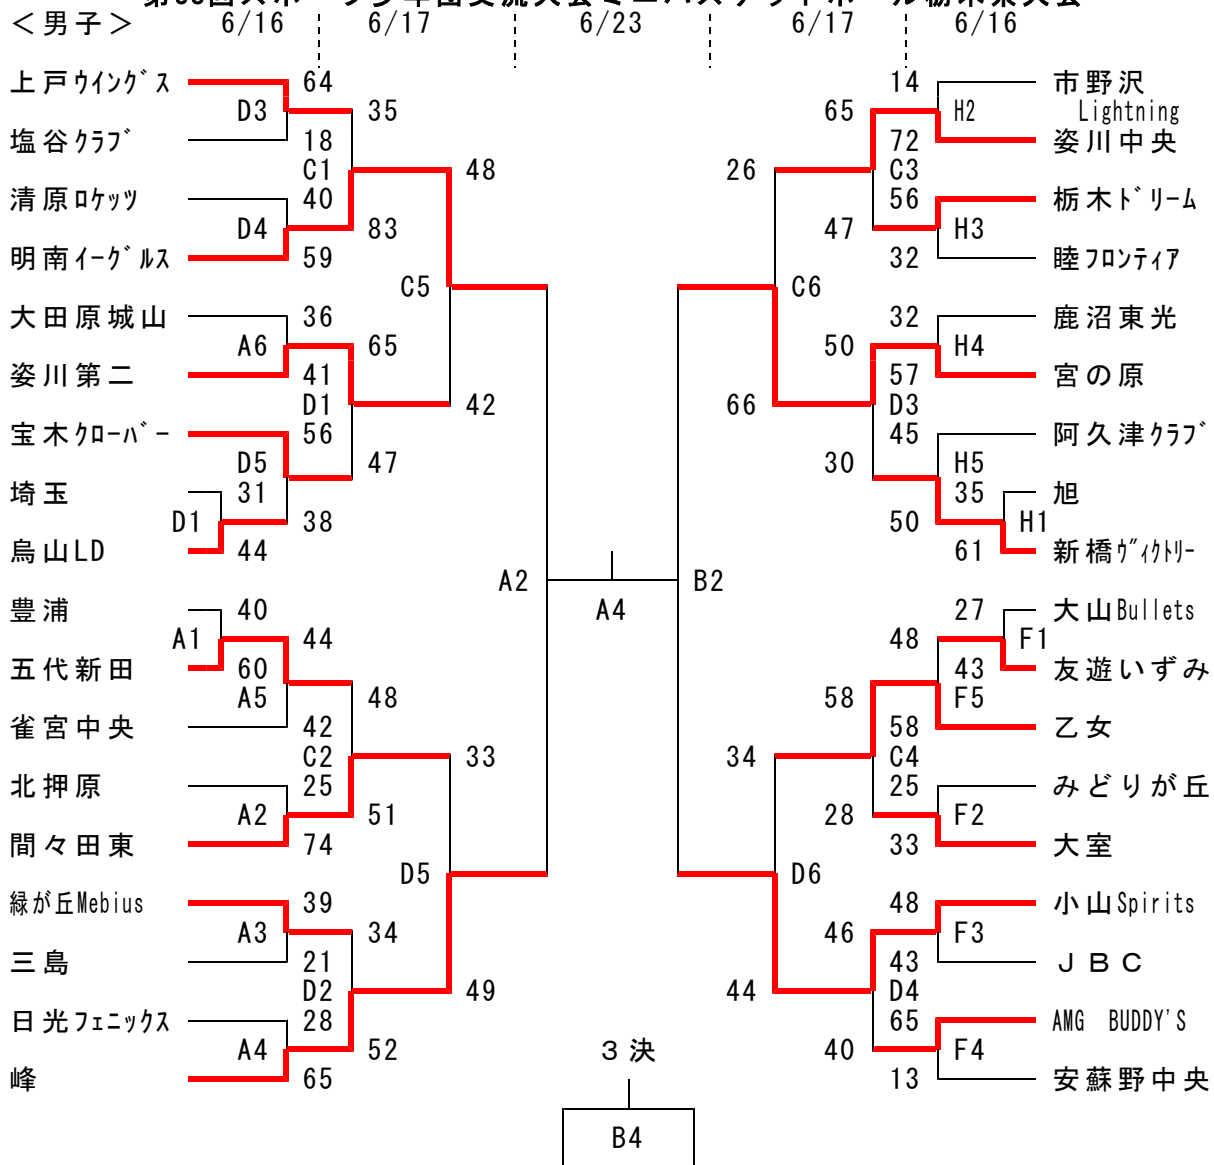 ＜男子＞ 6/16 6/17 6/23 6/17 6/16
上戸ｳｲﾝｸﾞｽ 64 14 市野沢
D3 35 65 H2 Lightning
塩谷ｸﾗﾌﾞ 18 72 姿川中央
C1 48 26 C3
清原ﾛｹｯﾂ 40 56 栃木ﾄﾞﾘｰﾑ
D4 83 47 H3
明南ｲｰｸﾞﾙｽ 59 32 睦ﾌﾛﾝﾃｨｱ
C5 C6
大田原城山 36 32 鹿沼東光
A6 65 50 H4
姿川第二 41 57 宮の原
D1 42 66 D3
宝木ｸﾛｰﾊﾞｰ 56 45 阿久津ｸﾗﾌﾞ
D5 47 30 H5
埼玉 31 35 旭
D1 38 50 H1
烏山LD 44 61 新橋ｳﾞｨｸﾄﾘｰ
A2 B2
A4
豊浦 40 27 大山Bullets
A1 44 48 F1
五代新田 60 43 友遊いずみ
A5 48 58 F5
雀宮中央 42 58 乙女
C2 33 34 C4
北押原 25 25 みどりが丘
A2 51 28 F2
間々田東 74 33 大室
D5 D6
緑が丘Mebius 39 48 小山Spirits
A3 34 46 F3
三島 21 43 ＪＢＣ
D2 49 44 D4
日光ﾌｪﾆｯｸｽ 28 65 AMG BUDDY'S
A4 52 40 F4
3決
峰 65 13 安蘇野中央
B4